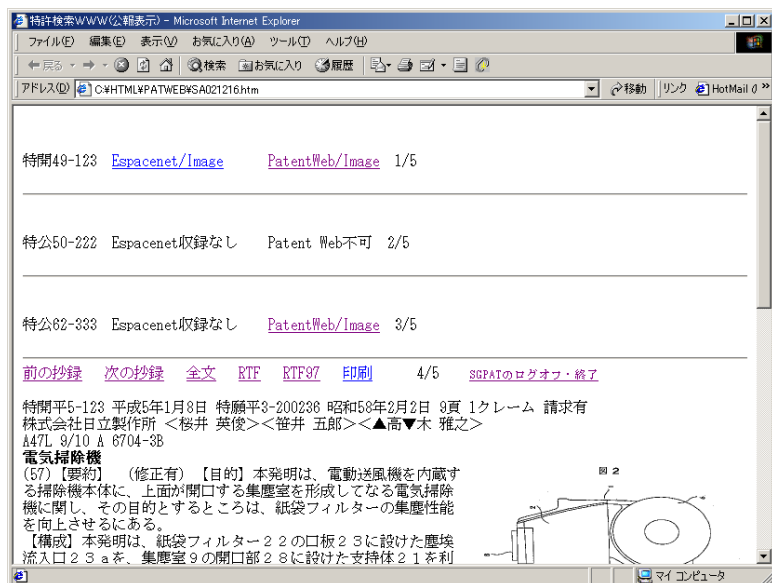 特許検索WWW(公報表示) - Microsoft Internet Explorer
ファイル(F) 編集(E) 表示(V) お気に入り(A) ツール(T) ヘルプ(H)
戻る 検索 お気に入り 履歴
アドレス(D) C:¥HTML¥PATWEB¥SA021216.htm 移動 リンク HotMail の »
特開49-123 Espacenet/Image PatentWeb/Image 1/5
特公50-222 Espacenet収録なし Patent Web不可 2/5
特公62-333 Espacenet収録なし PatentWeb/Image 3/5
前の抄録 次の抄録 全文 RTF RTF97 印刷 4/5 SGPATのログオフ・終了
特開平5-123 平成5年1月8日 特願平3-200236 昭和58年2月2日 9頁 1クレーム 請求有
株式会社日立製作所 <桜井 英俊><笹井 五郎><▲高▼木 雅之>
A47L 9/10 A 6704-3B
電気掃除機
(57)【要約】 (修正有) 【目的】本発明は、電動送風機を内蔵す
る掃除機本体に、上面が開口する集塵室を形成してなる電気掃除
機に関し、その目的とするところは、紙袋フィルターの集塵性能
を向上させるにある。
【構成】本発明は、紙袋フィルター22の口板23に設けた塵埃
流入口23aを、集塵室9の開口部28に設けた支持体21を利
図2
マイ コンピュータ